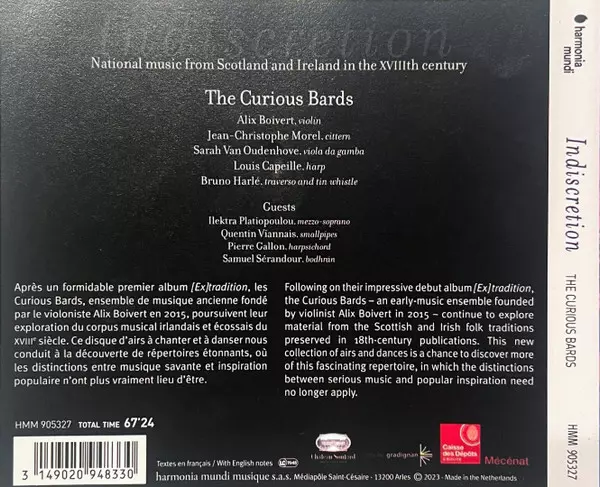 Indiscretion
National music from Scotland and Ireland in the XVIIIth century
The Curious Bards
Alix Boivert, violin
Jean-Christophe Morel, cittern
Sarah Van Oudenhove, viola da gamba
Louis Capeille, harp
Bruno Harlé, traverso and tin whistle
Guests
Ilektra Platiopoulou, mezzo-soprano
Quentin Viannais, smallpipes
Pierre Gallon, harpsichord
Samuel Sérandour, bodhrán
Après un formidable premier album [Ex]tradition, les
Curious Bards, ensemble de musique ancienne fondé
par le violoniste Alix Boivert en 2015, poursuivent leur
exploration du corpus musical irlandais et écossais du
XVIIIe siècle. Ce disque d'airs à chanter et à danser nous
conduit à la découverte de répertoires étonnants, où
les distinctions entre musique savante et inspiration
populaire n'ont plus vraiment lieu d'être.
Following on their impressive debut album [Ex]tradition,
the Curious Bards – an early-music ensemble founded
by violinist Alix Boivert in 2015 – continue to explore
material from the Scottish and Irish folk traditions
preserved in 18th-century publications. This new
collection of airs and dances is a chance to discover more
of this fascinating repertoire, in which the distinctions
between serious music and popular inspiration need
no longer apply.
HMM 905327 TOTAL TIME 67'24
3 149020 948330
gradignan
Caisse
des Dépôts
GROUPE
Mécénat
Textes en français / With English notes LC 7045
harmonia mundi musique s.a.s. Médiapôle Saint-Césaire - 13200 Arles Ⓟ 2023 - Made in the Netherlands
harmonia
mundi
Indiscretion
THE CURIOUS BARDS
HMM 905327